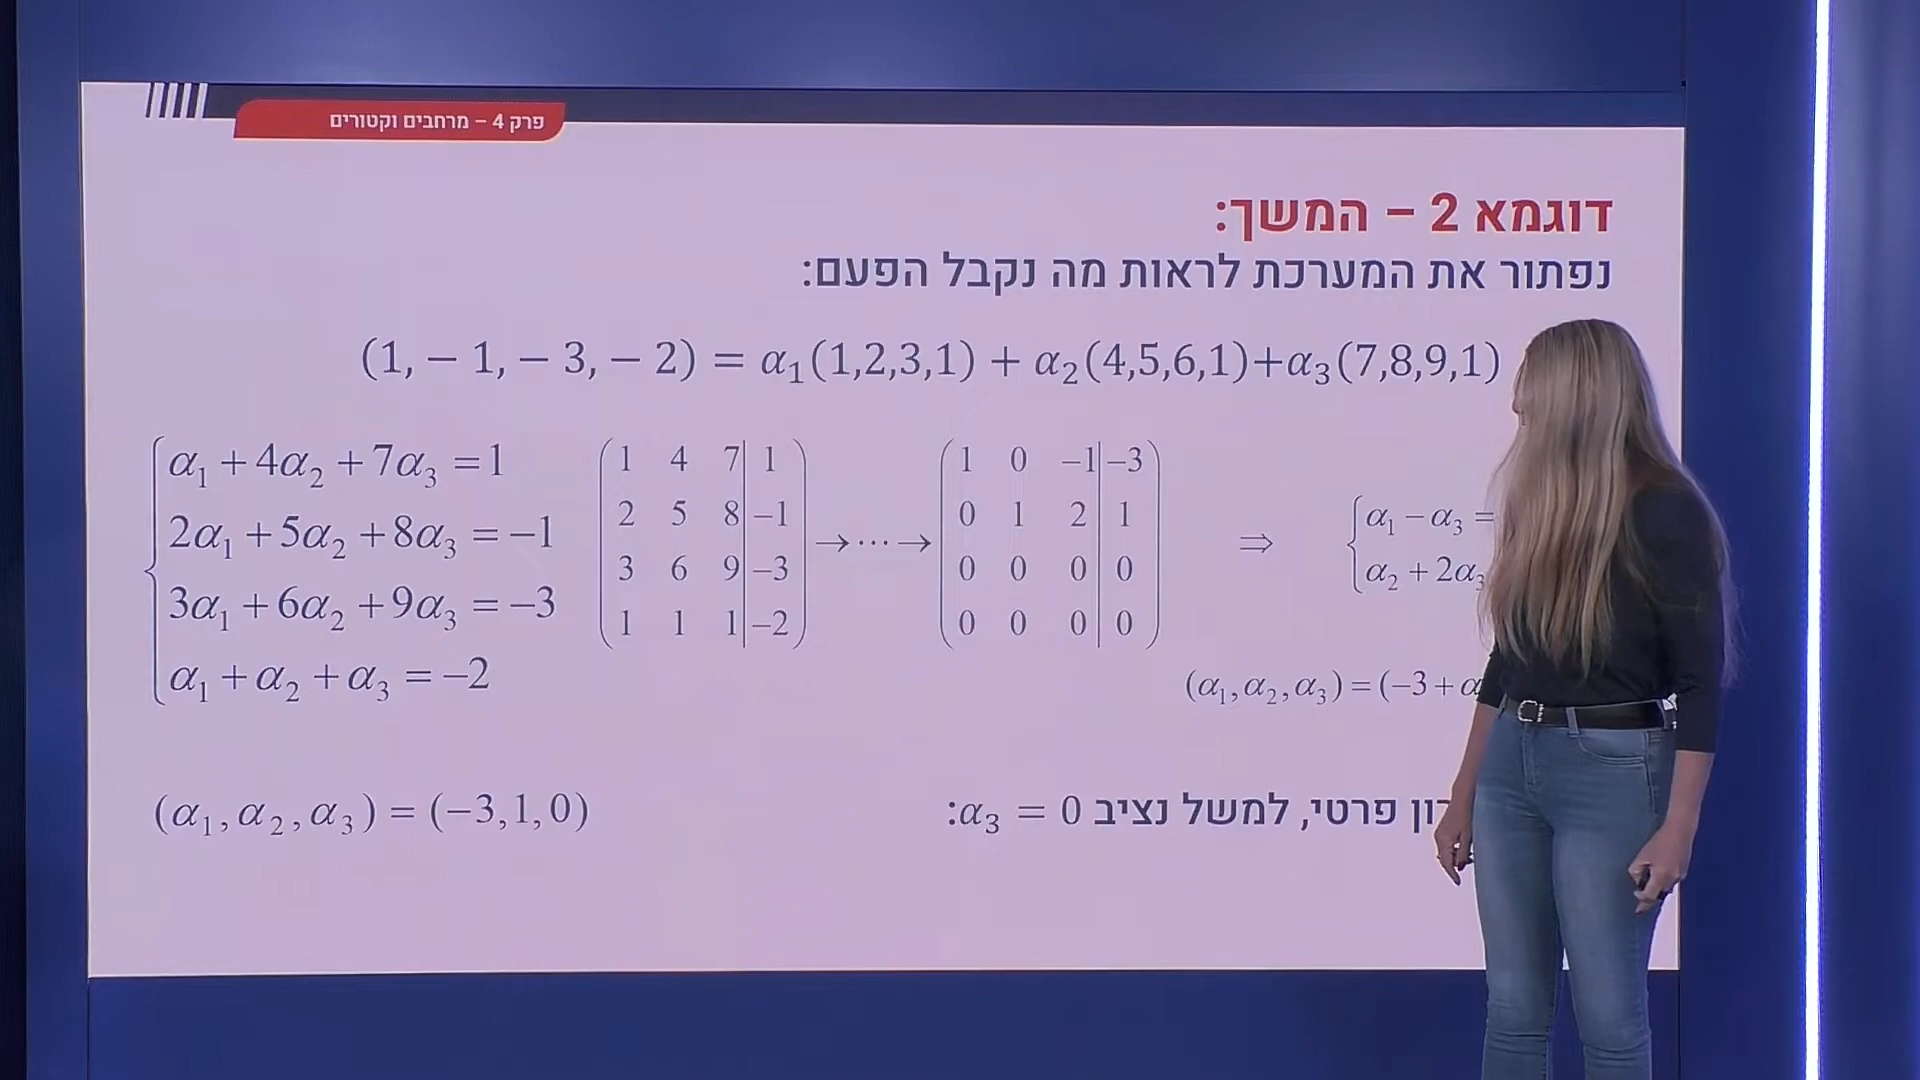 פרק 4 – מרחבים וקטורים
דוגמא 2 – המשך:
נפתור את המערכת לראות מה נקבל הפעם:
(1, − 1, − 3, − 2) = α₁(1,2,3,1) + α₂(4,5,6,1)+α₃(7,8,9,1)
α₁ + 4α₂ + 7α₃ = 1
2α₁ + 5α₂ + 8α₃ = −1
3α₁ + 6α₂ + 9α₃ = −3
α₁ + α₂ + α₃ = −2
1 4 7 | 1
2 5 8 | −1
3 6 9 | −3
1 1 1 | −2
→ ⋯ →
1 0 −1 | −3
0 1 2 | 1
0 0 0 | 0
0 0 0 | 0
⇒
α₁ − α₃ =
α₂ + 2α₃
(α₁, α₂, α₃) = (−3 + α
פרטי, למשל נציב α₃ = 0:
(α₁, α₂, α₃) = (−3, 1, 0)